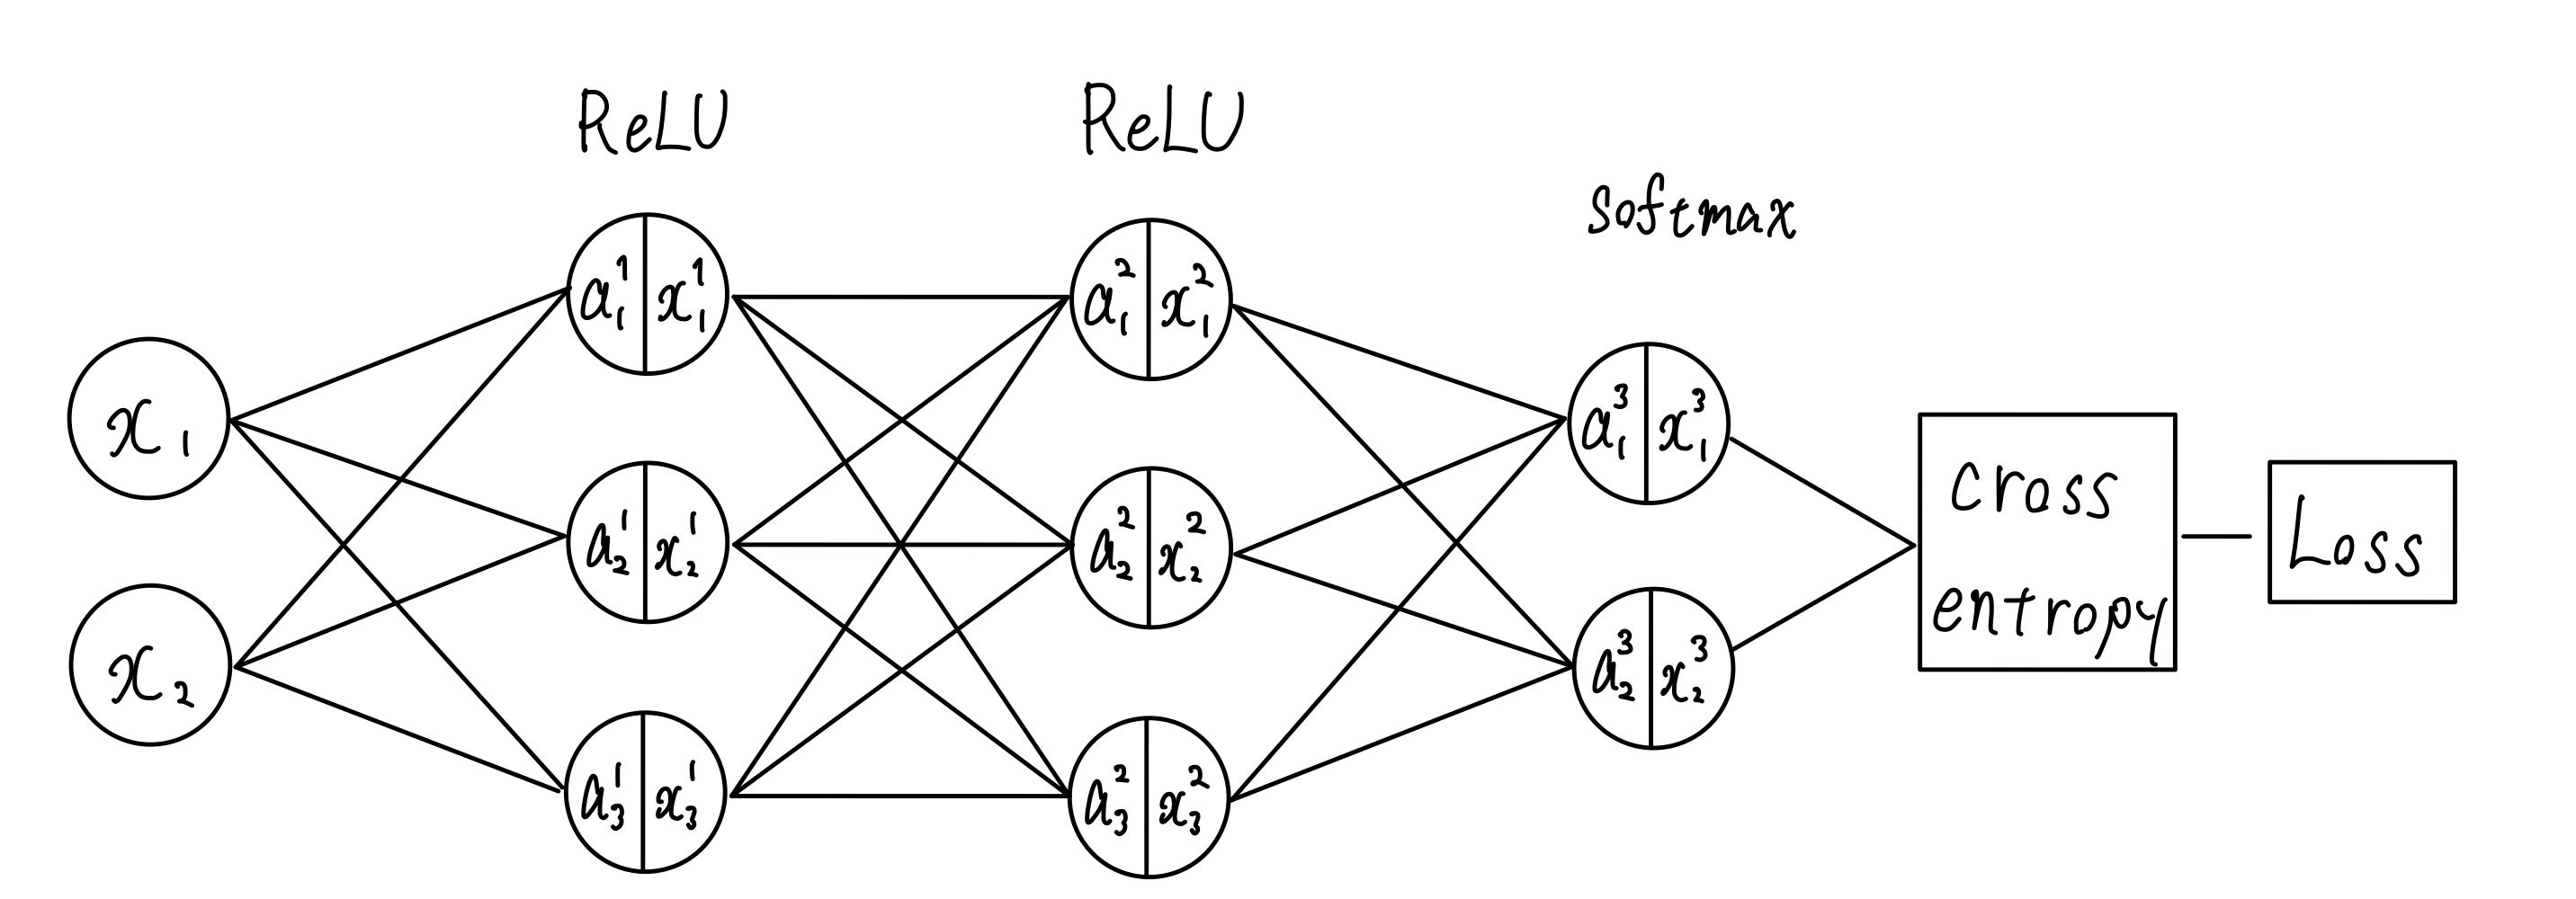 ReLU
ReLU
softmax
x₁
x₂
a₁¹ x₁¹
a₂¹ x₂¹
a₃¹ x₃¹
a₁² x₁²
a₂² x₂²
a₃² x₃²
a₁³ x₁³
a₂³ x₂³
cross
entropy
Loss